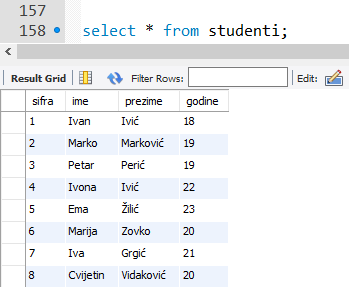 157
158 select * from studenti;
Result Grid Filter Rows: Edit:
sifra ime prezime godine
1 Ivan Ivić 18
2 Marko Marković 19
3 Petar Perić 19
4 Ivona Ivić 22
5 Ema Žilić 23
6 Marija Zovko 20
7 Iva Grgić 21
8 Cvijetin Vidaković 20